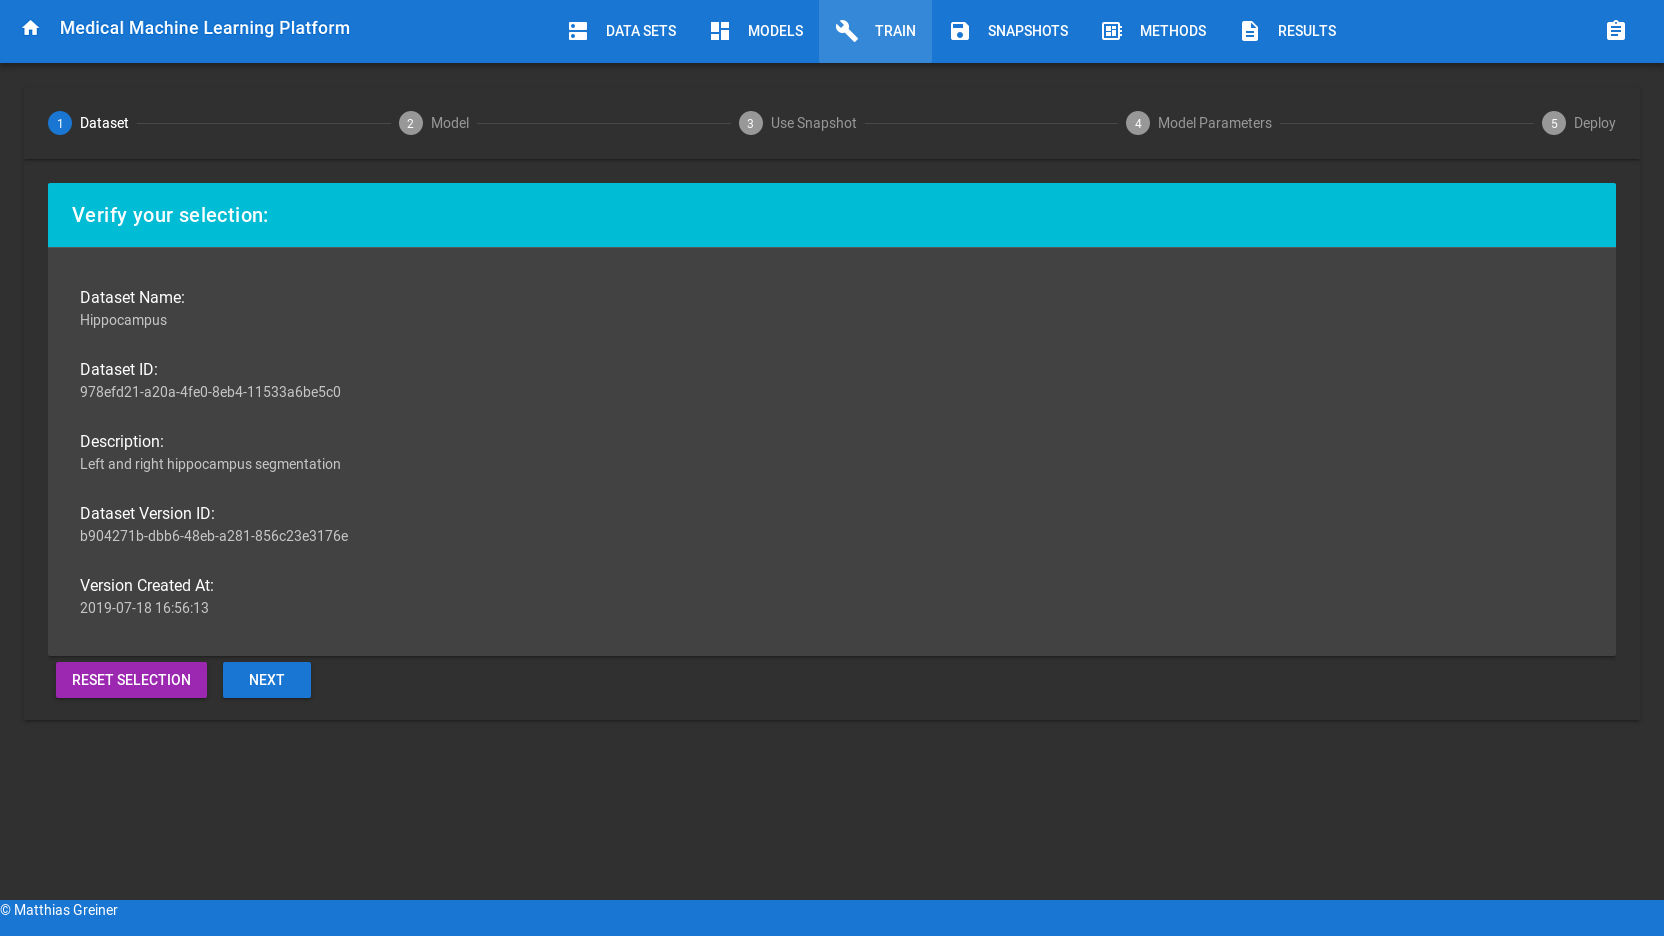 Medical Machine Learning Platform
DATA SETS
MODELS
TRAIN
SNAPSHOTS
METHODS
RESULTS
1 Dataset
2 Model
3 Use Snapshot
4 Model Parameters
5 Deploy
Verify your selection:
Dataset Name:
Hippocampus
Dataset ID:
978efd21-a20a-4fe0-8eb4-11533a6be5c0
Description:
Left and right hippocampus segmentation
Dataset Version ID:
b904271b-dbb6-48eb-a281-856c23e3176e
Version Created At:
2019-07-18 16:56:13
RESET SELECTION
NEXT
© Matthias Greiner